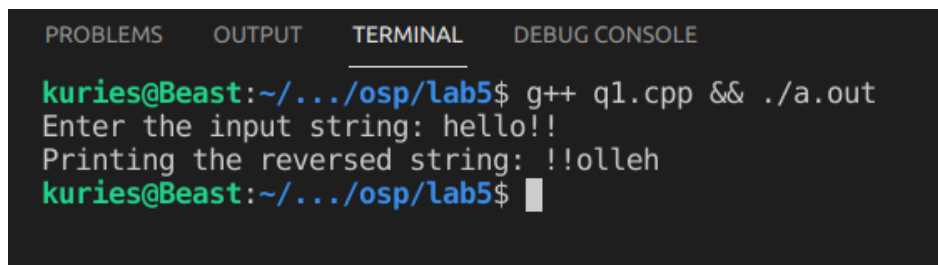 PROBLEMS OUTPUT TERMINAL DEBUG CONSOLE
kuries@Beast:~/.../osp/lab5$ g++ q1.cpp && ./a.out
Enter the input string: hello!!
Printing the reversed string: !!olleh
kuries@Beast:~/.../osp/lab5$